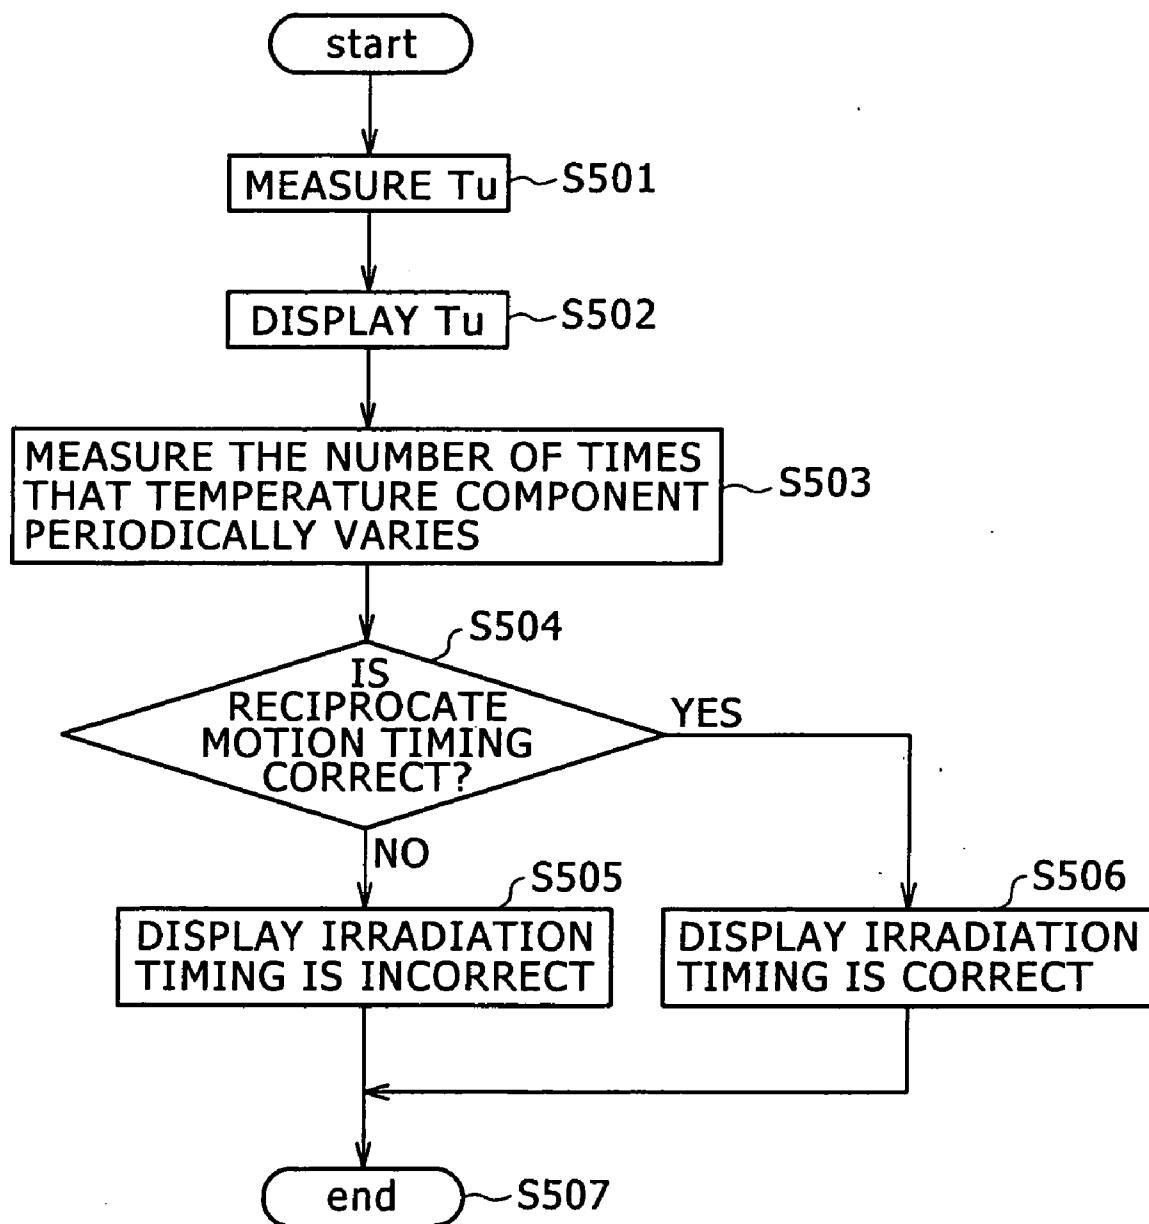 start
MEASURE Tu
S501
DISPLAY Tu
S502
MEASURE THE NUMBER OF TIMES
THAT TEMPERATURE COMPONENT
PERIODICALLY VARIES
S503
S504
IS
RECIPROCATE
MOTION TIMING
CORRECT?
YES
NO
S505
DISPLAY IRRADIATION
TIMING IS INCORRECT
S506
DISPLAY IRRADIATION
TIMING IS CORRECT
end
S507